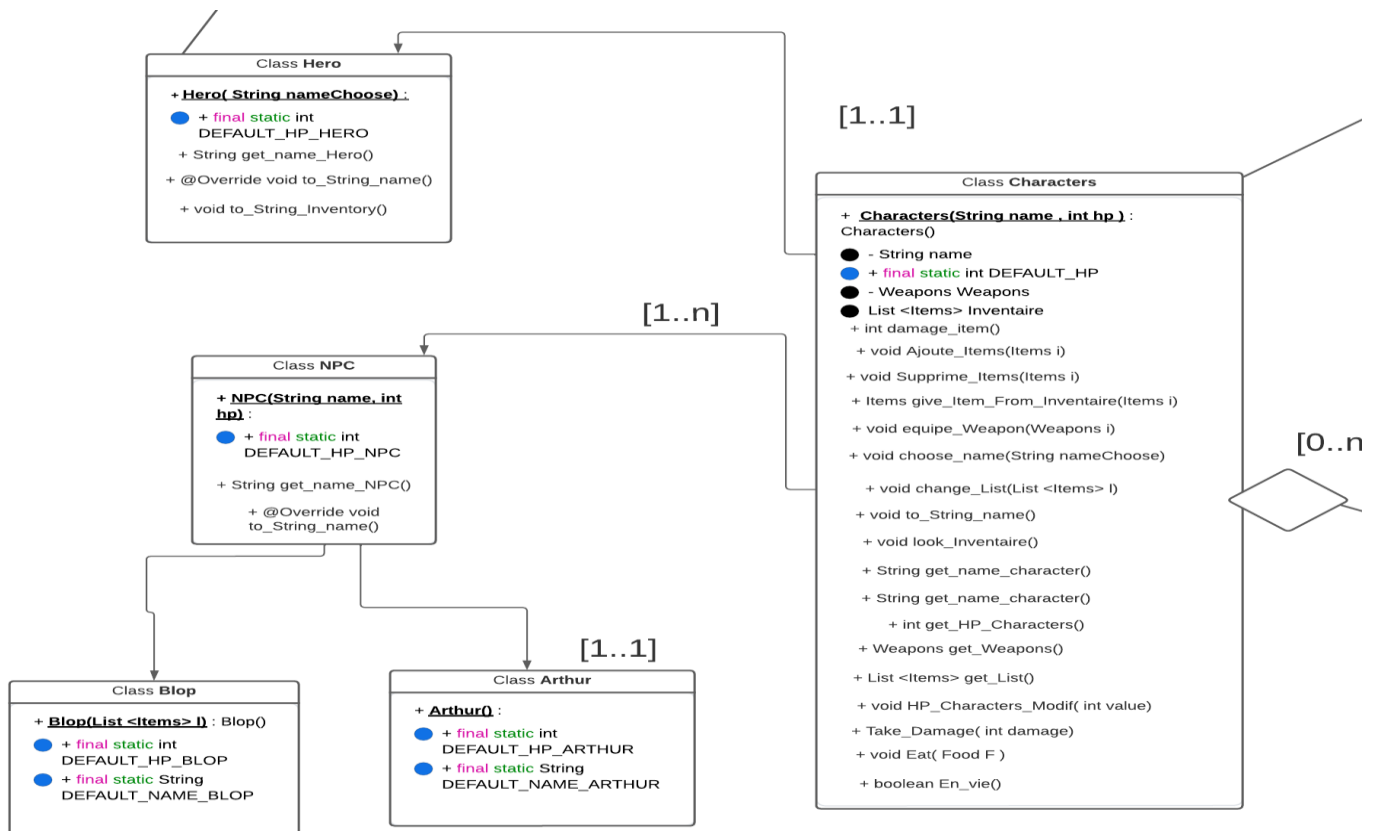 Class Hero
+ Hero( String nameChoose) :
+ final static int
DEFAULT_HP_HERO
+ String get_name_Hero()
+ @Override void to_String_name()
+ void to_String_Inventory()
[1..1]
Class Characters
+ Characters(String name , int hp ) :
Characters()
- String name
+ final static int DEFAULT_HP
- Weapons Weapons
List <Items> Inventaire
+ int damage_item()
+ void Ajoute_Items(Items i)
+ void Supprime_Items(Items i)
+ Items give_Item_From_Inventaire(Items i)
+ void equipe_Weapon(Weapons i)
+ void choose_name(String nameChoose)
+ void change_List(List <Items> l)
+ void to_String_name()
+ void look_Inventaire()
+ String get_name_character()
+ String get_name_character()
+ int get_HP_Characters()
+ Weapons get_Weapons()
+ List <Items> get_List()
+ void HP_Characters_Modif( int value)
+ Take_Damage( int damage)
+ void Eat( Food F )
+ boolean En_vie()
[0..n
[1..n]
Class NPC
+ NPC(String name, int
hp) :
+ final static int
DEFAULT_HP_NPC
+ String get_name_NPC()
+ @Override void
to_String_name()
Class Blop
+ Blop(List <Items> l) : Blop()
+ final static int
DEFAULT_HP_BLOP
+ final static String
DEFAULT_NAME_BLOP
[1..1]
Class Arthur
+ Arthur() :
+ final static int
DEFAULT_HP_ARTHUR
+ final static String
DEFAULT_NAME_ARTHUR